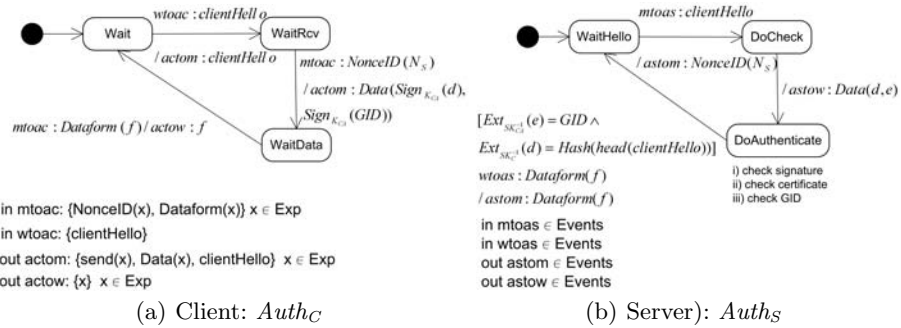 wtoac : clientHell o
Wait
WaitRcv
/ actom : clientHell o
mtoac : NonceID (N_S)
/ actom : Data(Sign_{K_{Ca}}(d),
Sign_{K_{Ca}}(GID))
mtoac : Dataform (f) / actow : f
WaitData
in mtoac: {NonceID(x), Dataform(x)} x ∈ Exp
in wtoac: {clientHello}
out actom: {send(x), Data(x), clientHello} x ∈ Exp
out actow: {x} x ∈ Exp
(a) Client: Auth_C
mtoas : clientHello
WaitHello
DoCheck
/ astom : NonceID(N_S)
/ astow : Data(d,e)
[Ext_{SK_{Ca}^{-1}}(e) = GID ∧
Ext_{SK_C^{-1}}(d) = Hash(head(clientHello))]
wtoas : Dataform(f)
/ astom : Dataform(f)
DoAuthenticate
i) check signature
ii) check certificate
iii) check GID
in mtoas ∈ Events
in wtoas ∈ Events
out astom ∈ Events
out astow ∈ Events
(b) Server): Auth_S